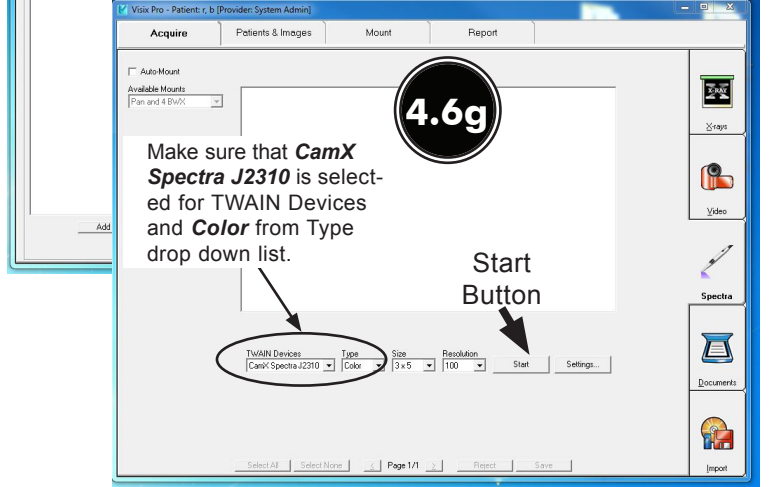 Visix Pro - Patient: r, b [Provider: System Admin]
Acquire Patients & Images Mount Report
Auto-Mount
Available Mounts
Pan and 4 BWX
4.6g
Make sure that CamX
Spectra J2310 is select-
ed for TWAIN Devices
and Color from Type
drop down list.
Start
Button
TWAIN Devices Type Size Resolution
CamX Spectra J2310 Color 3 x 5 100 Start Settings...
Select All Select None < Page 1/1 > Reject Save
X-RAY
X-rays
Video
Spectra
Documents
Import
Add